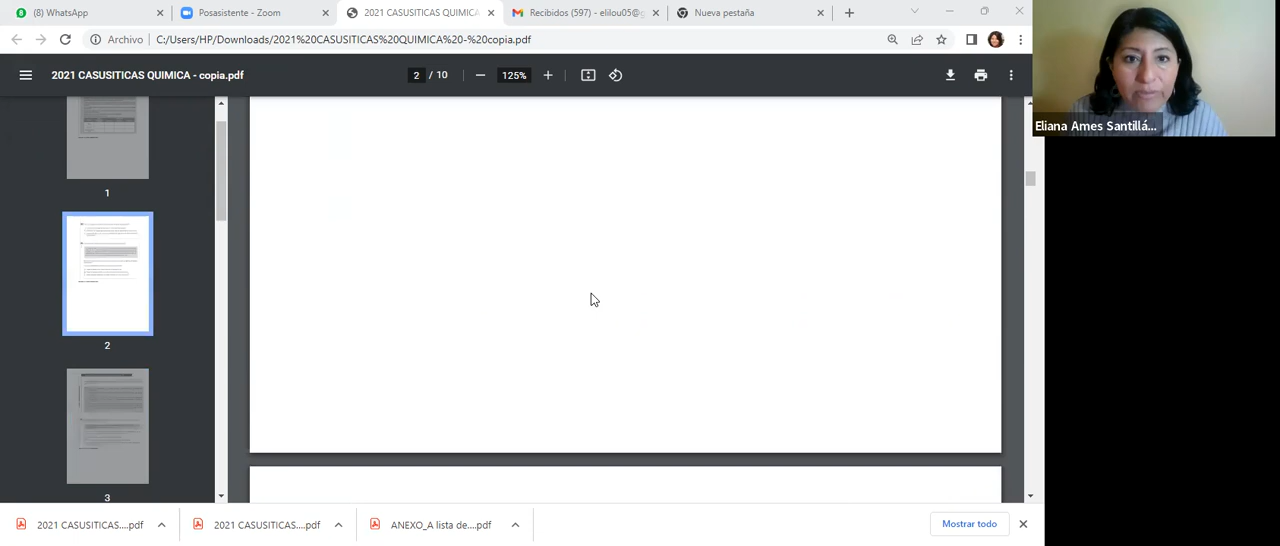 (8) WhatsApp
Posasistente - Zoom
2021 CASUSITICAS QUIMICA
Recibidos (597) - elilou05@g
Nueva pestaña
Archivo
C:/Users/HP/Downloads/2021%20CASUSITICAS%20QUIMICA%20-%20copia.pdf
2021 CASUSITICAS QUIMICA - copia.pdf
2 / 10
125%
Eliana Ames Santillá...
1
2
3
2021 CASUSITICAS....pdf
2021 CASUSITICAS....pdf
ANEXO_A lista de....pdf
Mostrar todo